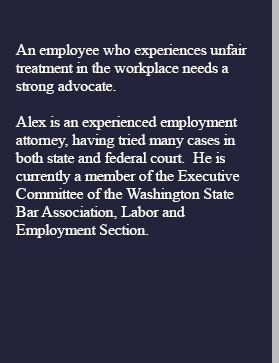 An employee who experiences unfair
treatment in the workplace needs a
strong advocate.
Alex is an experienced employment
attorney, having tried many cases in
both state and federal court.  He is
currently a member of the Executive
Committee of the Washington State
Bar Association, Labor and
Employment Section.